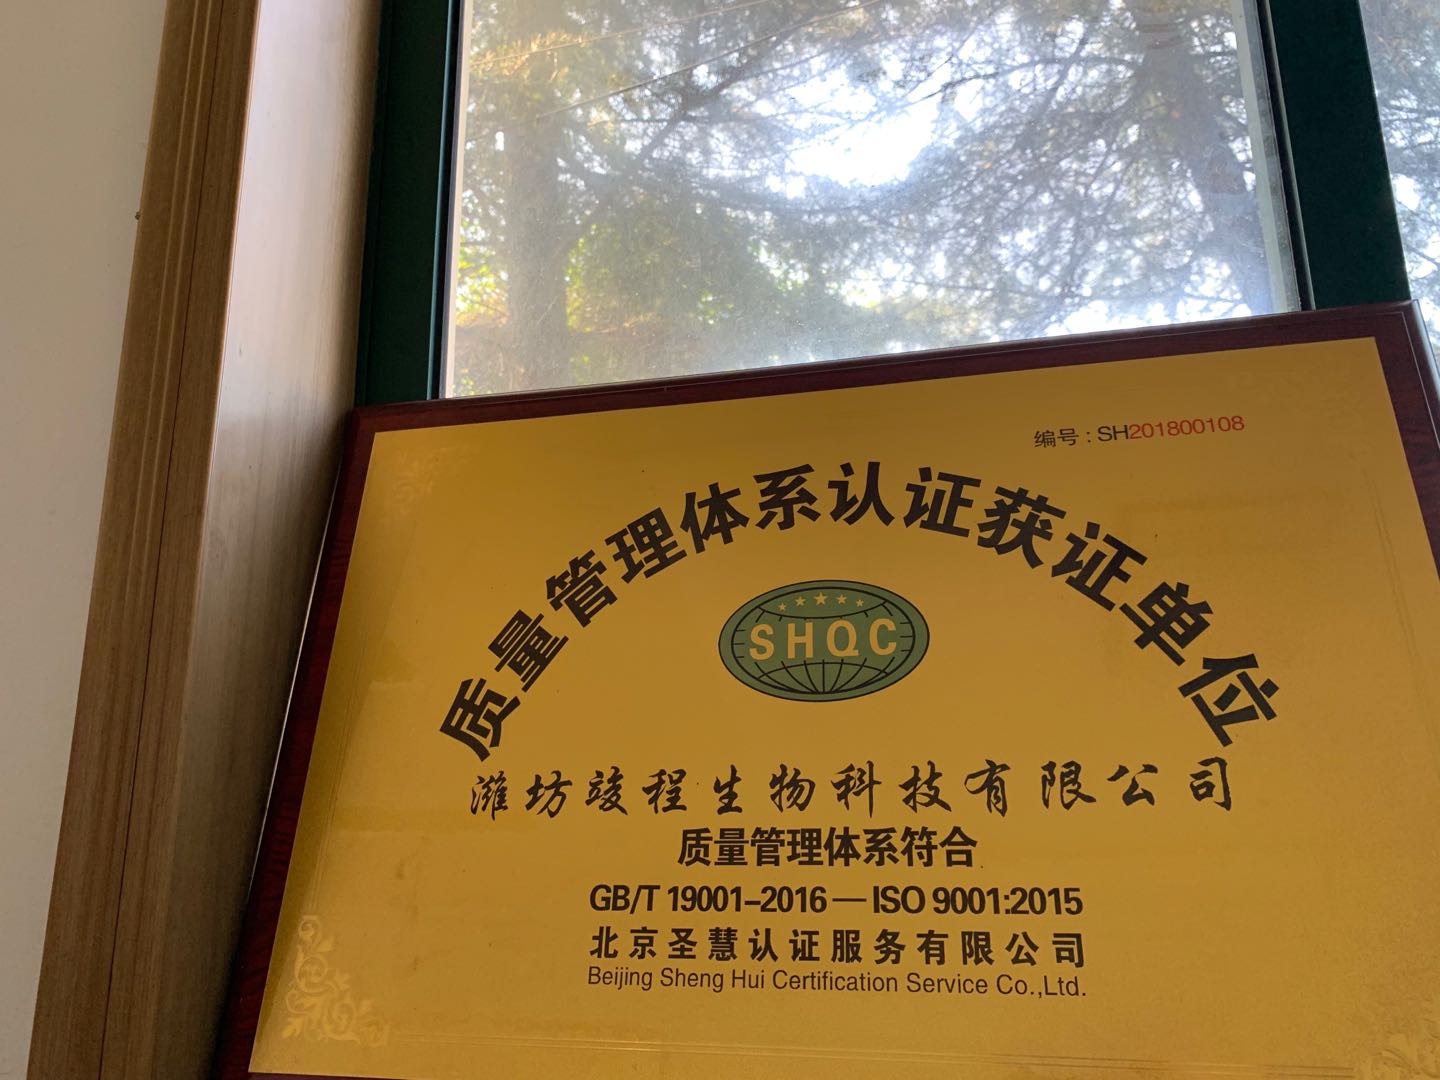 编号：SH201800108
质量管理体系认证获证单位
SHQC
潍坊竣程生物科技有限公司
质量管理体系符合
GB/T 19001-2016—ISO 9001:2015
北京圣慧认证服务有限公司
Beijing Sheng Hui Certification Service Co.,Ltd.